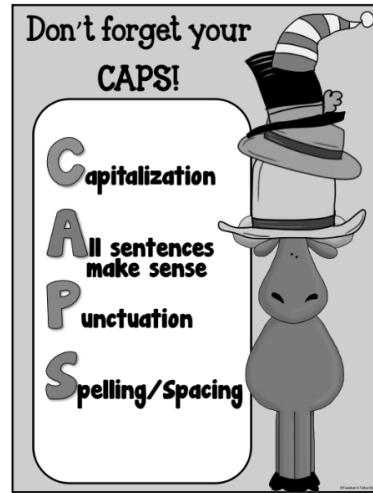 Don't forget your
CAPS!
Capitalization
All sentences
make sense
Punctuation
Spelling/Spacing